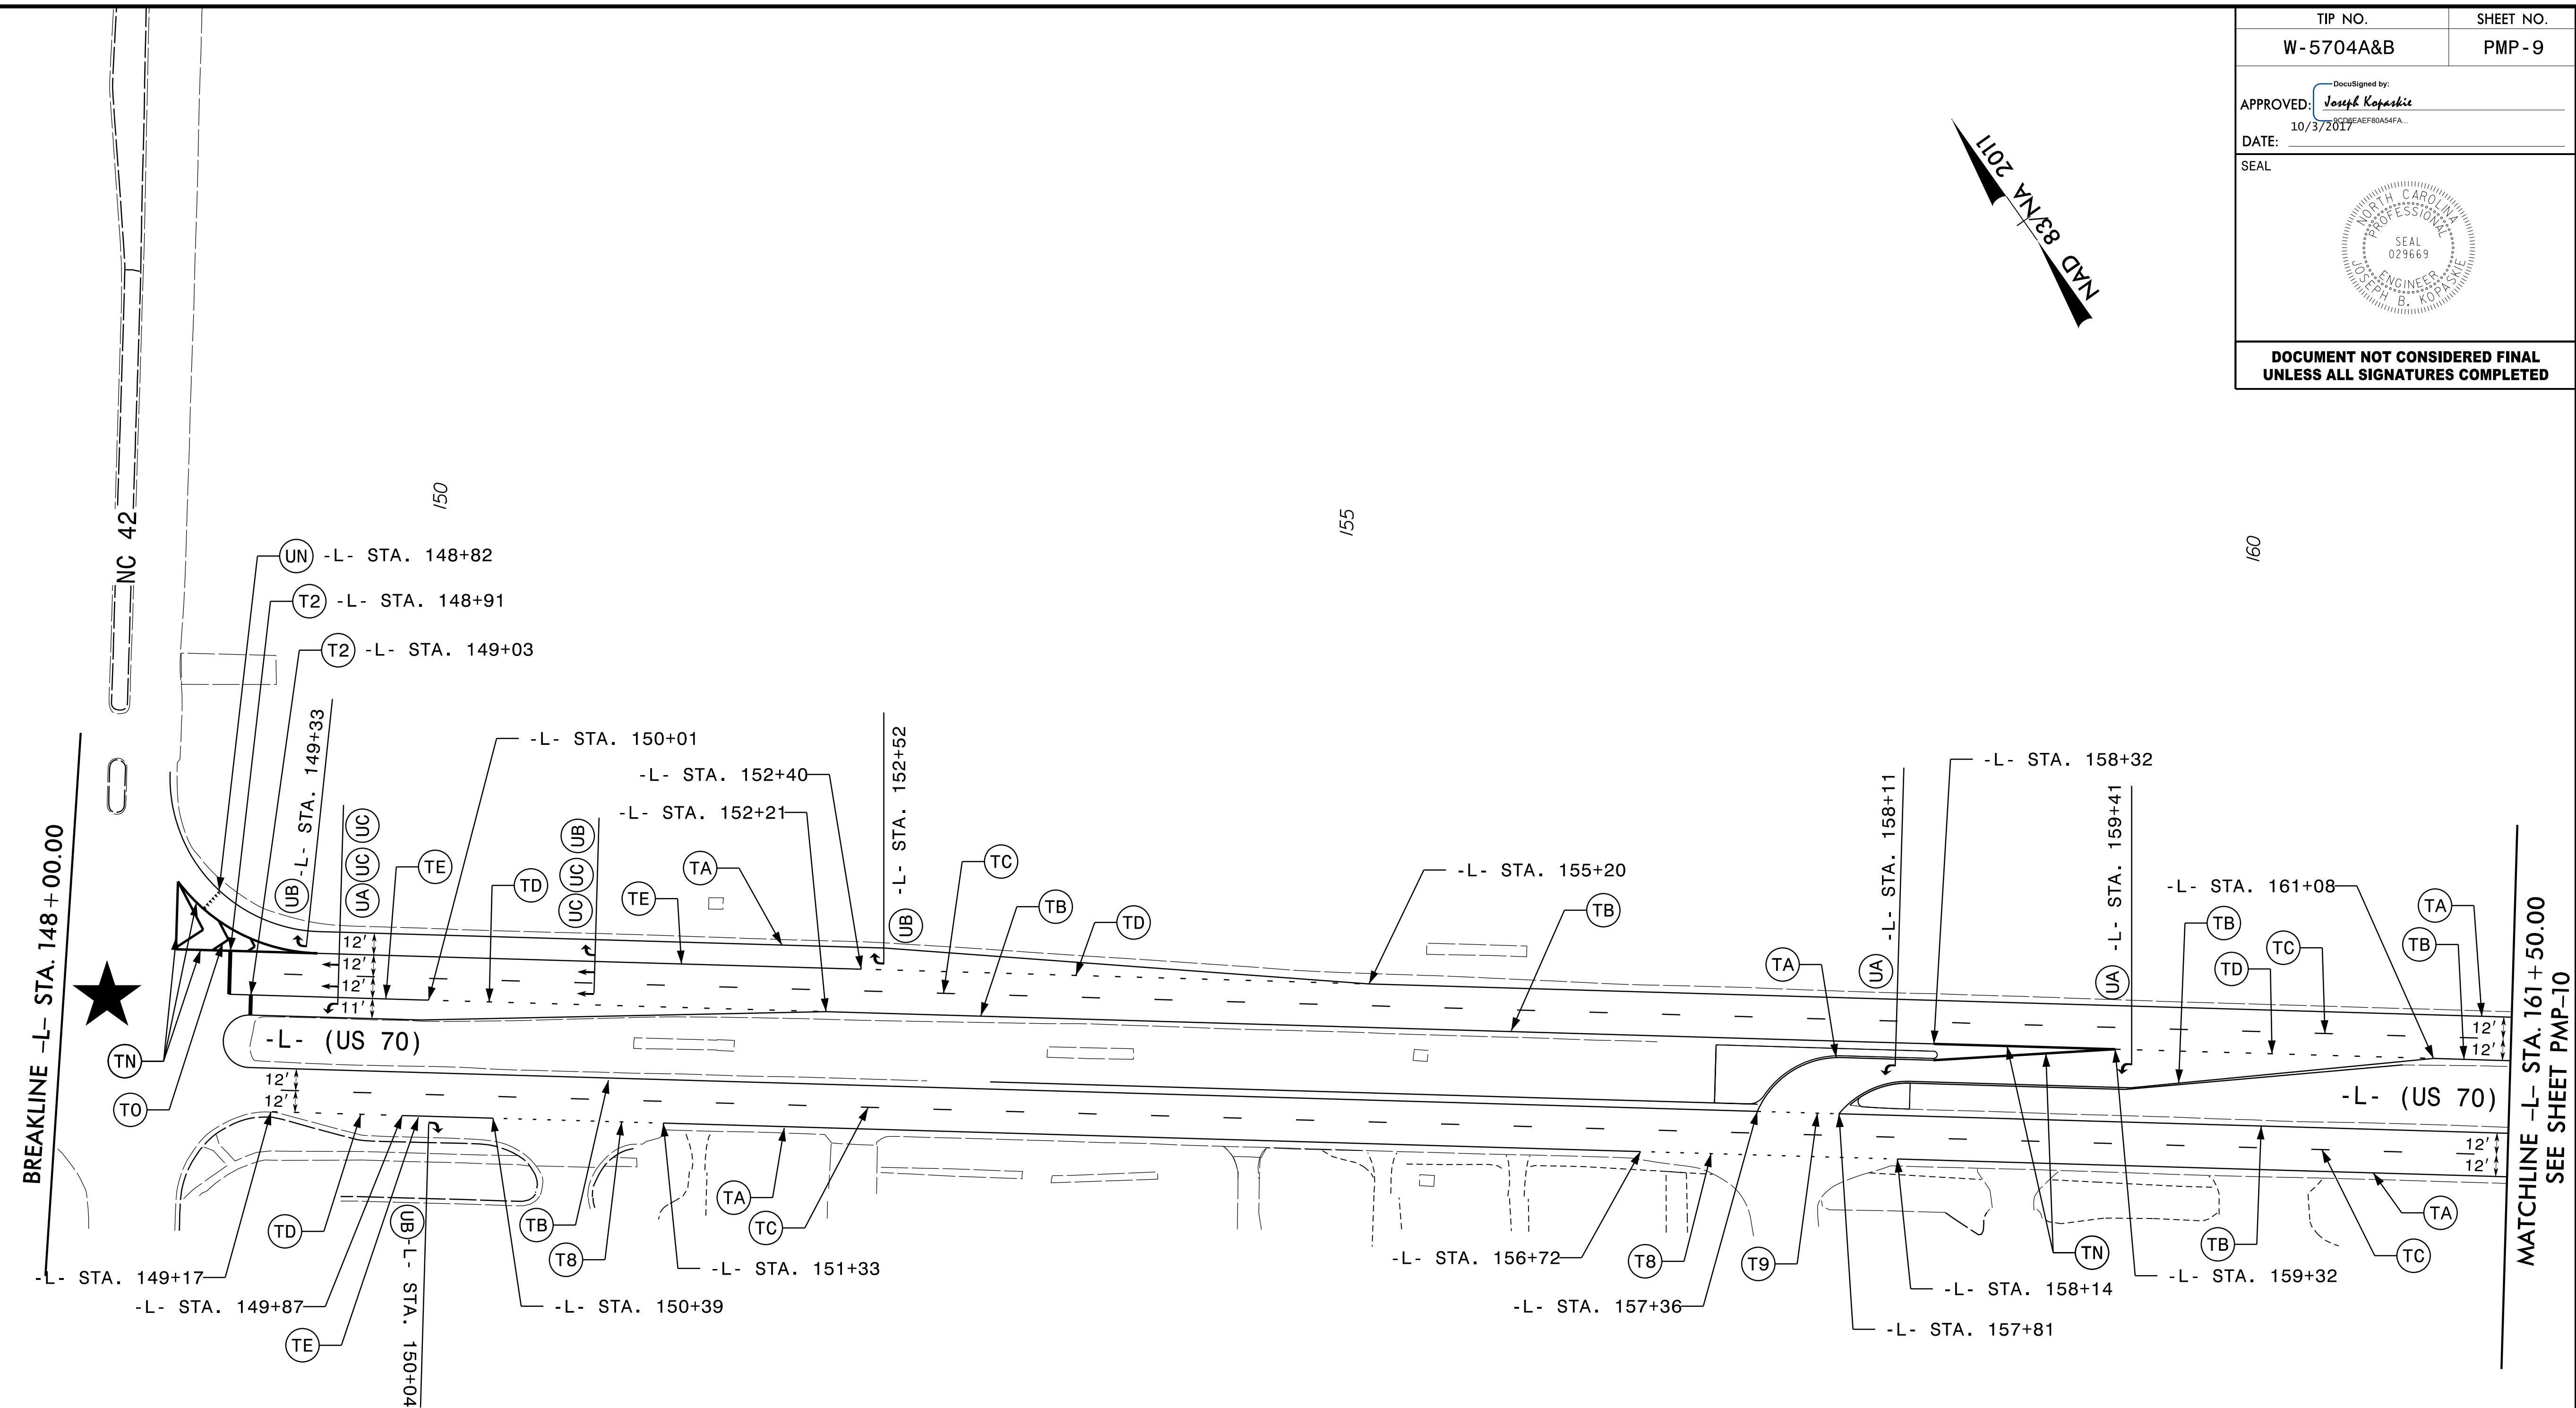 TIP NO.
SHEET NO.
W-5704A&B
PMP-9
DocuSigned by:
APPROVED: Joseph Kopaskie
9CD6EAEF80A54FA...
10/3/2017
DATE:
SEAL
NORTH CAROLINA
PROFESSIONAL
SEAL
029669
ENGINEER
JOSEPH B. KOPASKIE
DOCUMENT NOT CONSIDERED FINAL
UNLESS ALL SIGNATURES COMPLETED
NAD 83/NA 2011
NC 42
150
155
160
UN -L- STA. 148+82
T2 -L- STA. 148+91
T2 -L- STA. 149+03
UB -L- STA. 149+33
UA UC UC
TE
-L- STA. 150+01
TD
UC UC UB
-L- STA. 152+40
-L- STA. 152+21
TE
TA
-L- STA. 152+52
UB
TC
TB
TD
-L- STA. 155+20
TB
TA
UA -L- STA. 158+11
-L- STA. 158+32
UA -L- STA. 159+41
TB
-L- STA. 161+08
TD
TC
TA
TB
12'
12'
12'
11'
12'
12'
BREAKLINE -L- STA. 148+00.00
TN
TO
-L- (US 70)
-L- (US 70)
12'
12'
12'
12'
MATCHLINE -L- STA. 161+50.00
SEE SHEET PMP-10
TD
-L- STA. 149+17
-L- STA. 149+87
TE
UB -L- STA. 150+04
TB
T8
-L- STA. 150+39
TA
TC
-L- STA. 151+33
-L- STA. 156+72
T8
-L- STA. 157+36
T9
-L- STA. 157+81
-L- STA. 158+14
TN
-L- STA. 159+32
TB
TC
TA